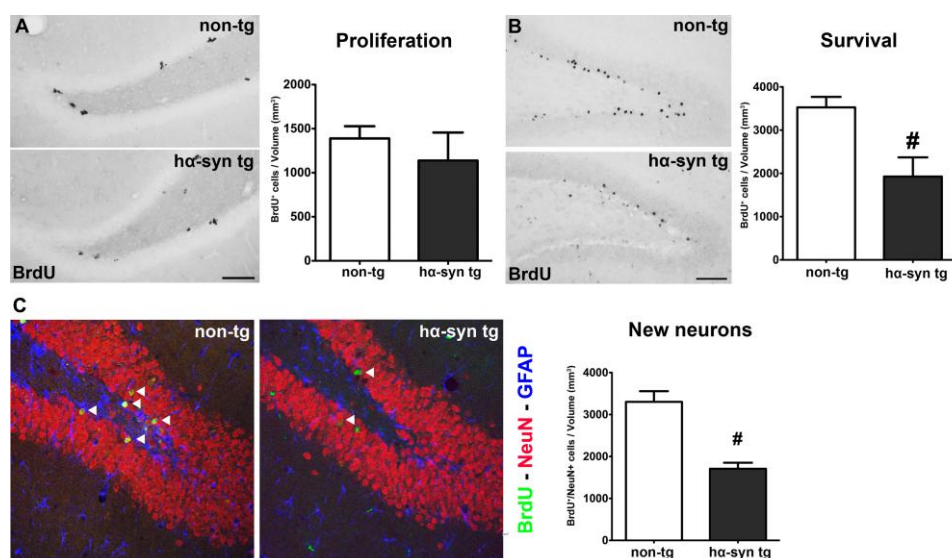 A
non-tg
hα-syn tg
BrdU
Proliferation
BrdU⁺ cells / Volume (mm³)
2000
1500
1000
500
0
non-tg
hα-syn tg
B
non-tg
hα-syn tg
BrdU
Survival
BrdU⁺ cells / Volume (mm³)
4000
3000
2000
1000
0
#
non-tg
hα-syn tg
C
non-tg
hα-syn tg
BrdU - NeuN - GFAP
New neurons
BrdU⁺/NeuN+ cells / Volume (mm³)
4000
3000
2000
1000
0
#
non-tg
hα-syn tg